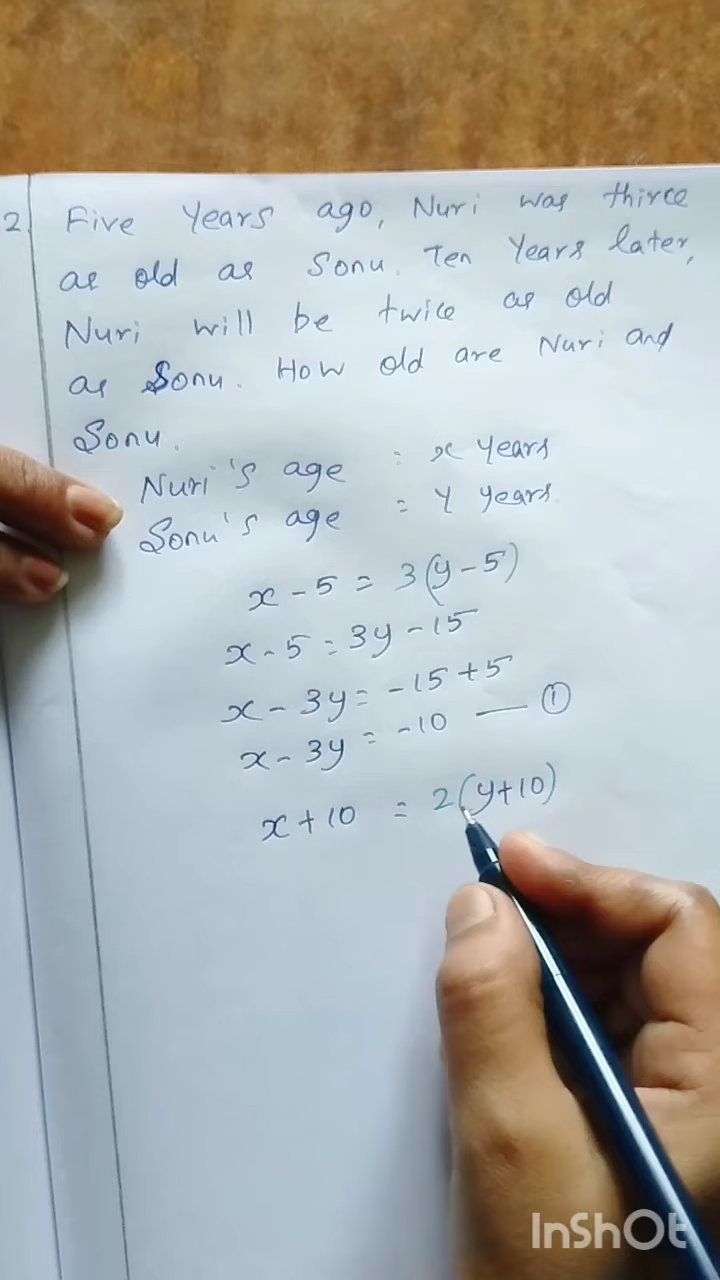 2. Five Years ago, Nuri was thirce
as old as Sonu. Ten Years later,
Nuri will be twice as old
as Sonu. How old are Nuri and
Sonu.
Nuri's age : x years
Sonu's age = y years.
x - 5 = 3(y - 5)
x - 5 = 3y - 15
x - 3y = -15 + 5
x - 3y = -10 — ①
x + 10 = 2(y+10)
InShOt